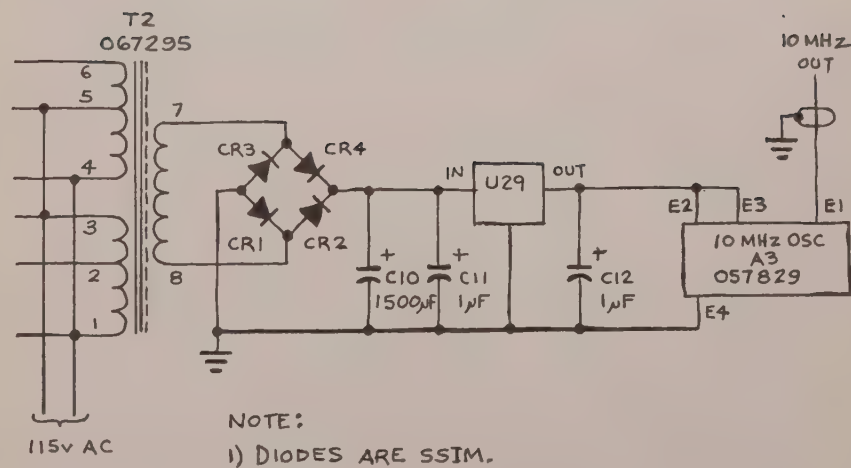 T2
067295
10 MHz
OUT
6
5
4
3
2
1
7
8
CR3
CR4
CR1
CR2
IN
U29
OUT
E2
E3
E1
10 MHZ OSC
A3
057829
E4
+
C10
1500µF
+
C11
1µF
+
C12
1µF
115v AC
NOTE:
1) DIODES ARE SSIM.